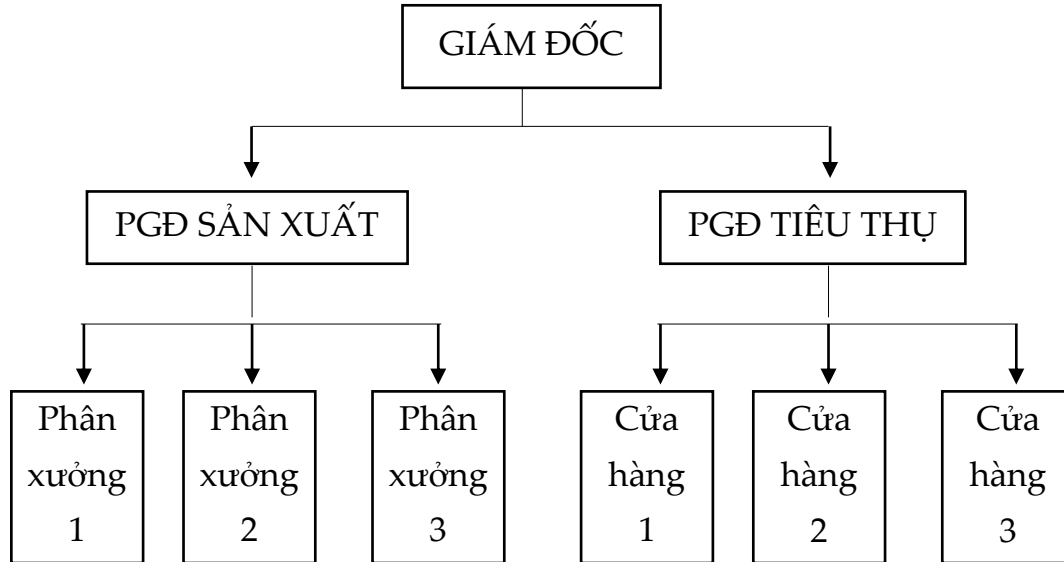 GIÁM ĐỐC
PGĐ SẢN XUẤT
PGĐ TIÊU THỤ
Phân
xưởng
1
Phân
xưởng
2
Phân
xưởng
3
Cửa
hàng
1
Cửa
hàng
2
Cửa
hàng
3